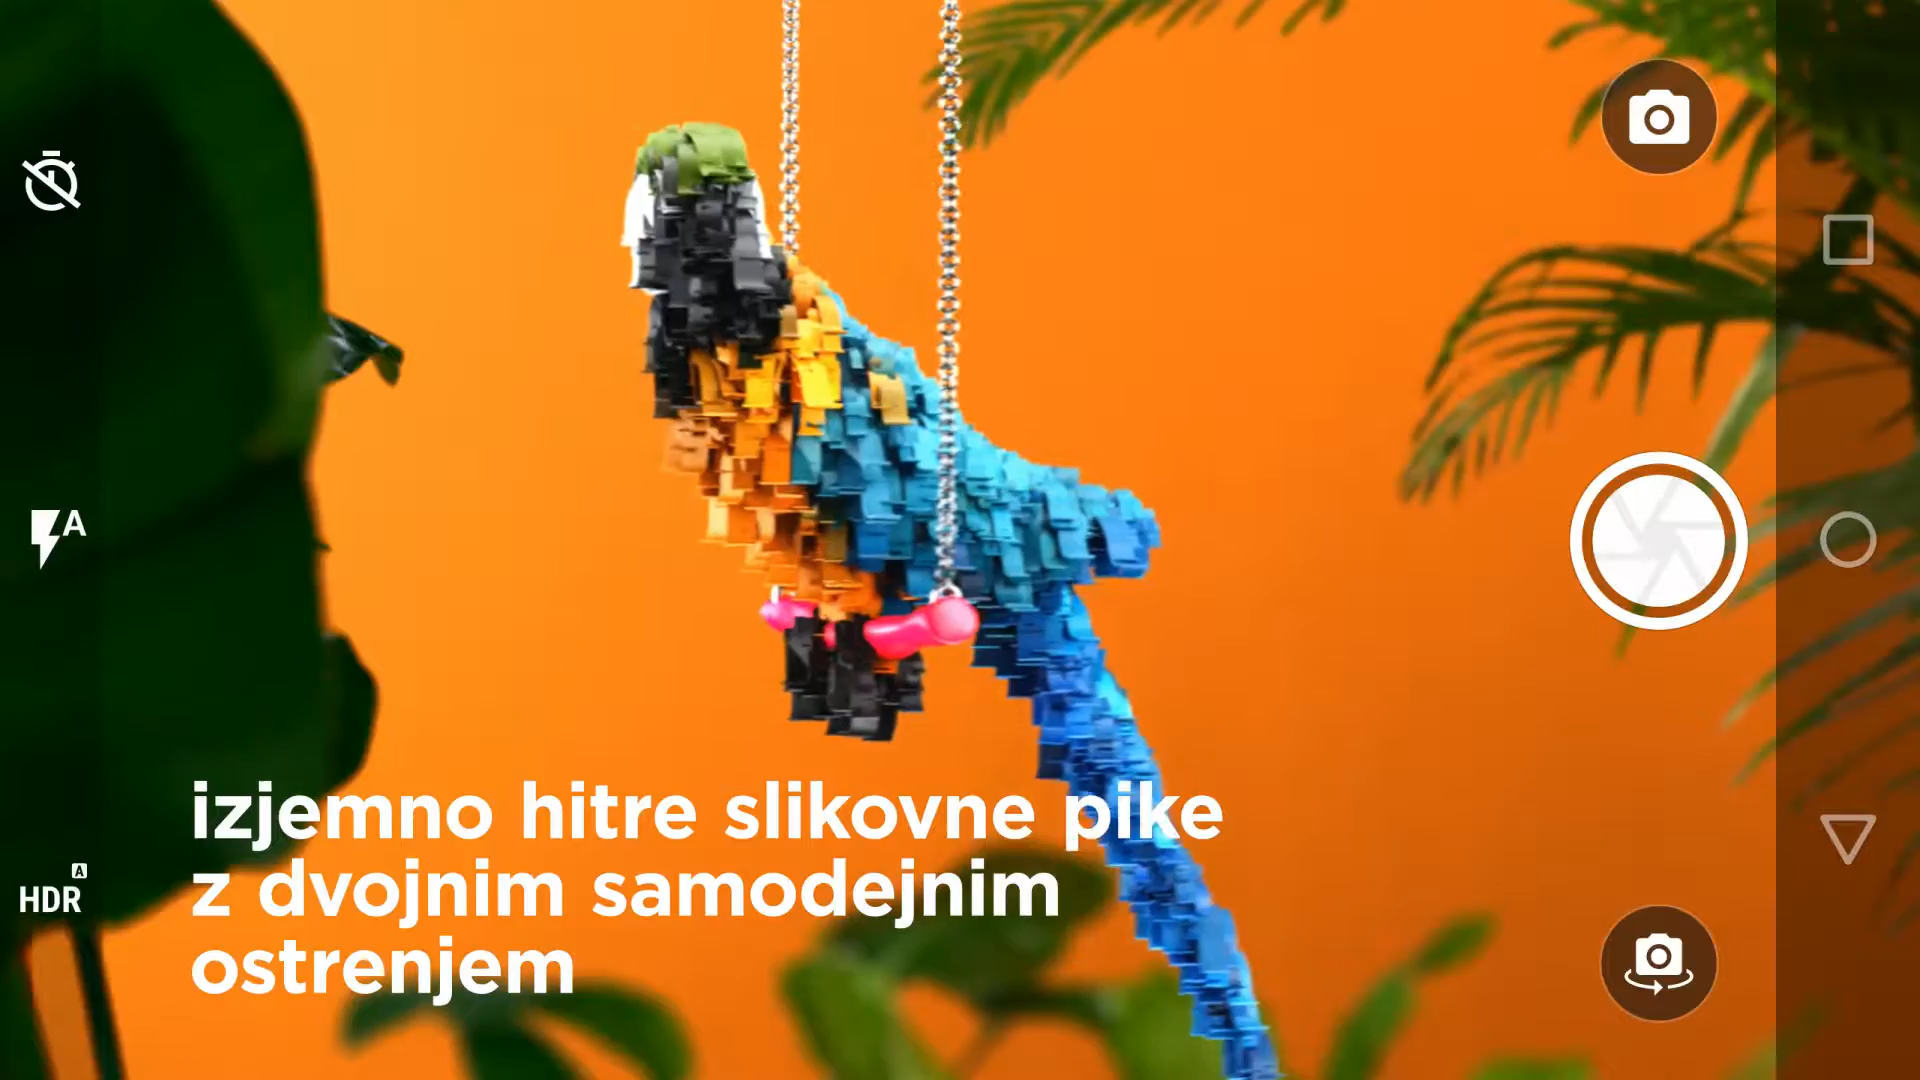 A
HDR A
izjemno hitre slikovne pike
z dvojnim samodejnim
ostrenjem